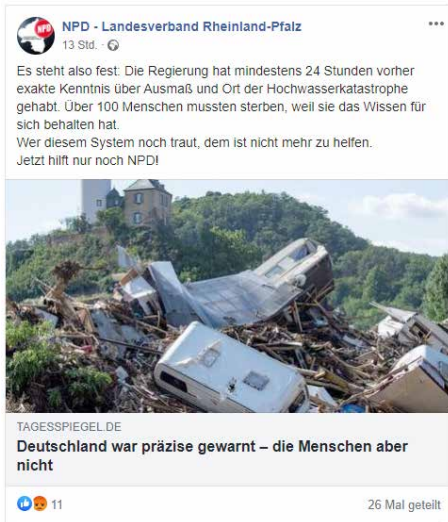 NPD
NPD - Landesverband Rheinland-Pfalz
13 Std. ·
Es steht also fest: Die Regierung hat mindestens 24 Stunden vorher
exakte Kenntnis über Ausmaß und Ort der Hochwasserkatastrophe
gehabt. Über 100 Menschen mussten sterben, weil sie das Wissen für
sich behalten hat.
Wer diesem System noch traut, dem ist nicht mehr zu helfen.
Jetzt hilft nur noch NPD!
TAGESSPIEGEL.DE
Deutschland war präzise gewarnt – die Menschen aber
nicht
11
26 Mal geteilt